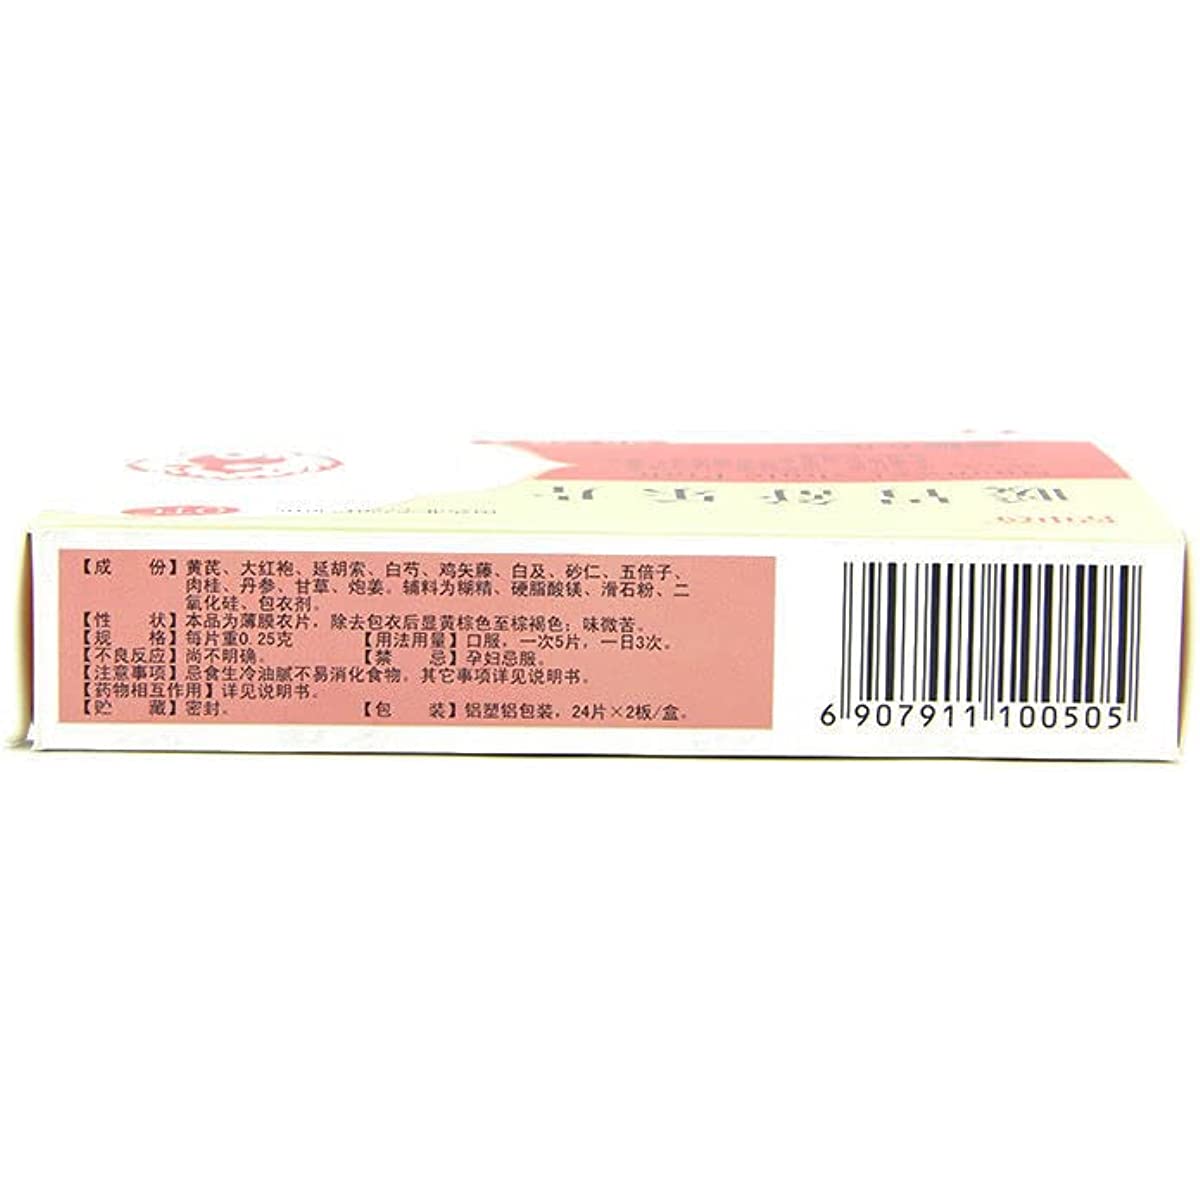 【成 份】黄芪、大红袍、延胡索、白芍、鸡矢藤、白及、砂仁、五倍子、
肉桂、丹参、甘草、炮姜。辅料为糊精、硬脂酸镁、滑石粉、二
氧化硅、包衣剂。
【性 状】本品为薄膜衣片，除去包衣后显黄棕色至棕褐色；味微苦。
【规 格】每片重0.25克 【用法用量】口服，一次5片，一日3次。
【不良反应】尚不明确。 【禁 忌】孕妇忌服。
【注意事项】忌食生冷油腻不易消化食物。其它事项详见说明书。
【药物相互作用】详见说明书。
【贮 藏】密封。 【包 装】铝塑铝包装，24片×2板/盒。
6 907911 100505